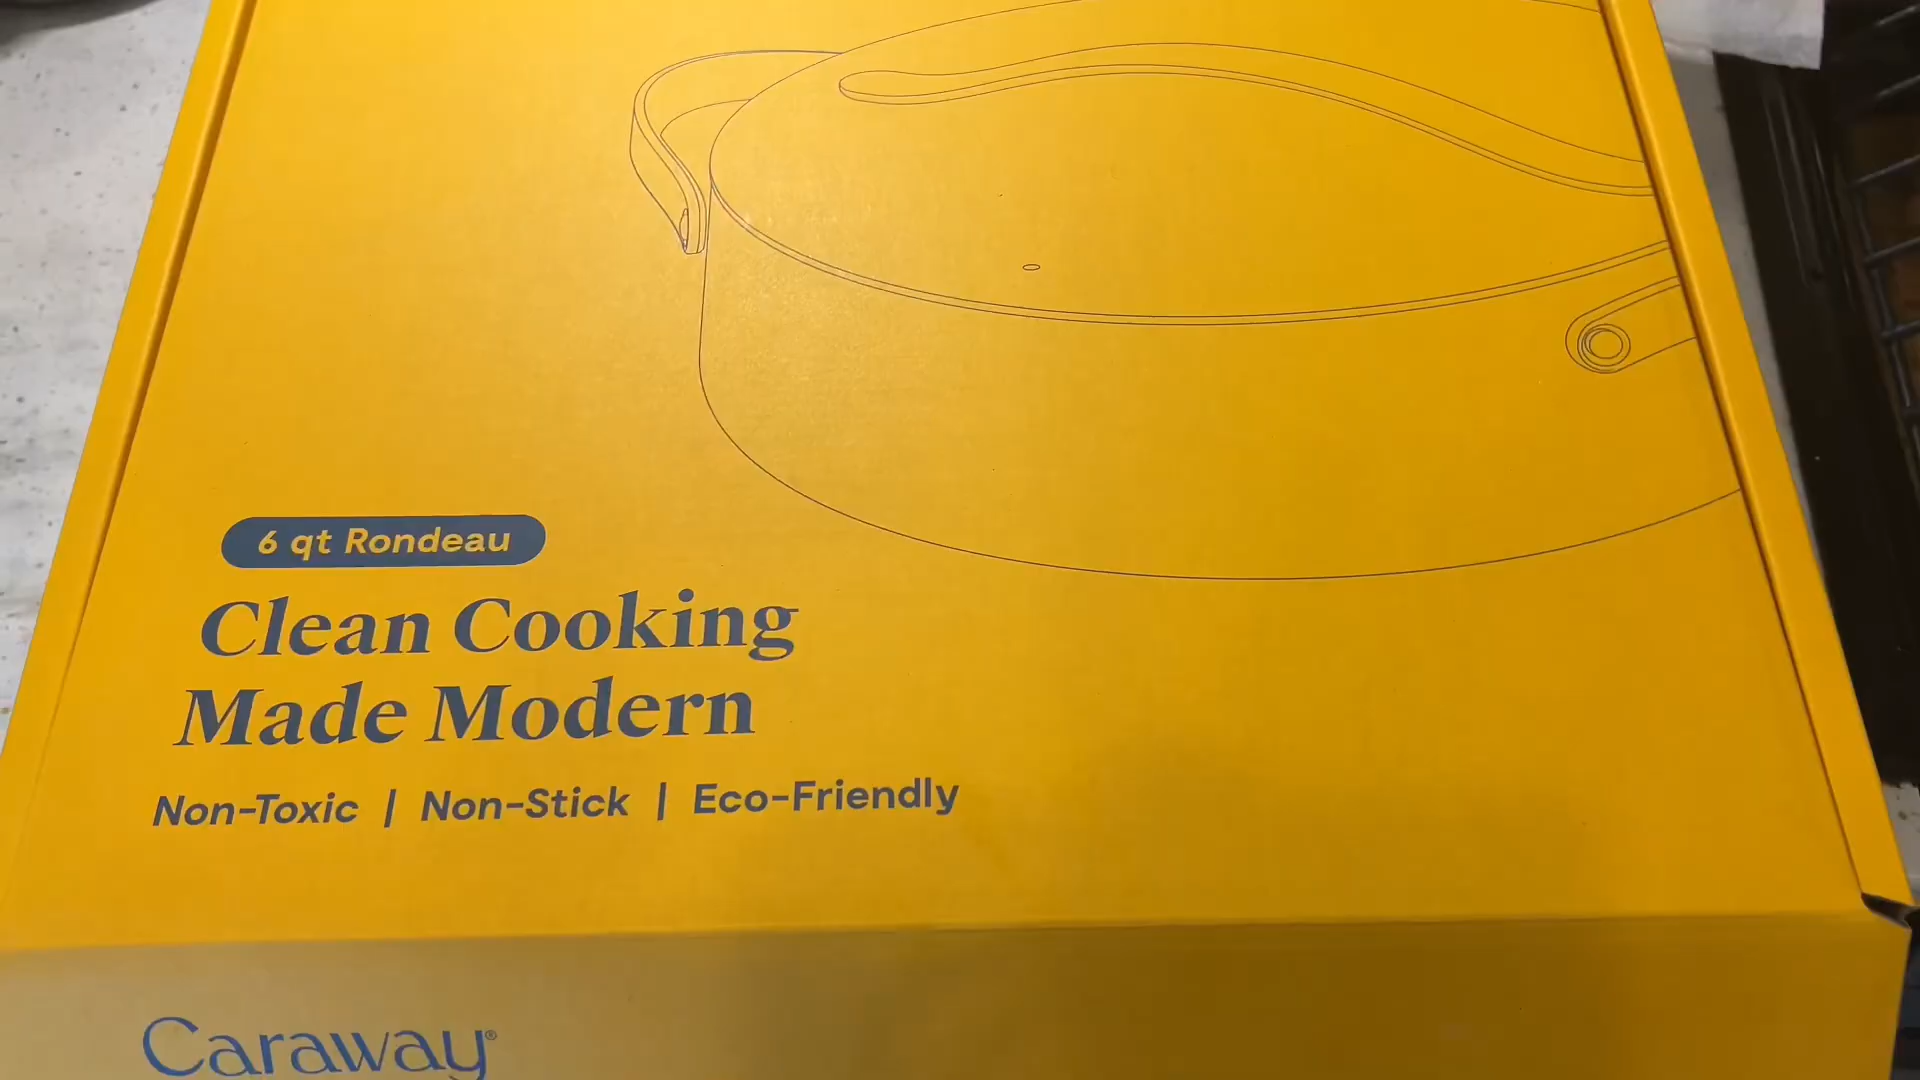 6 qt Rondeau
Clean Cooking
Made Modern
Non-Toxic | Non-Stick | Eco-Friendly
Caraway®